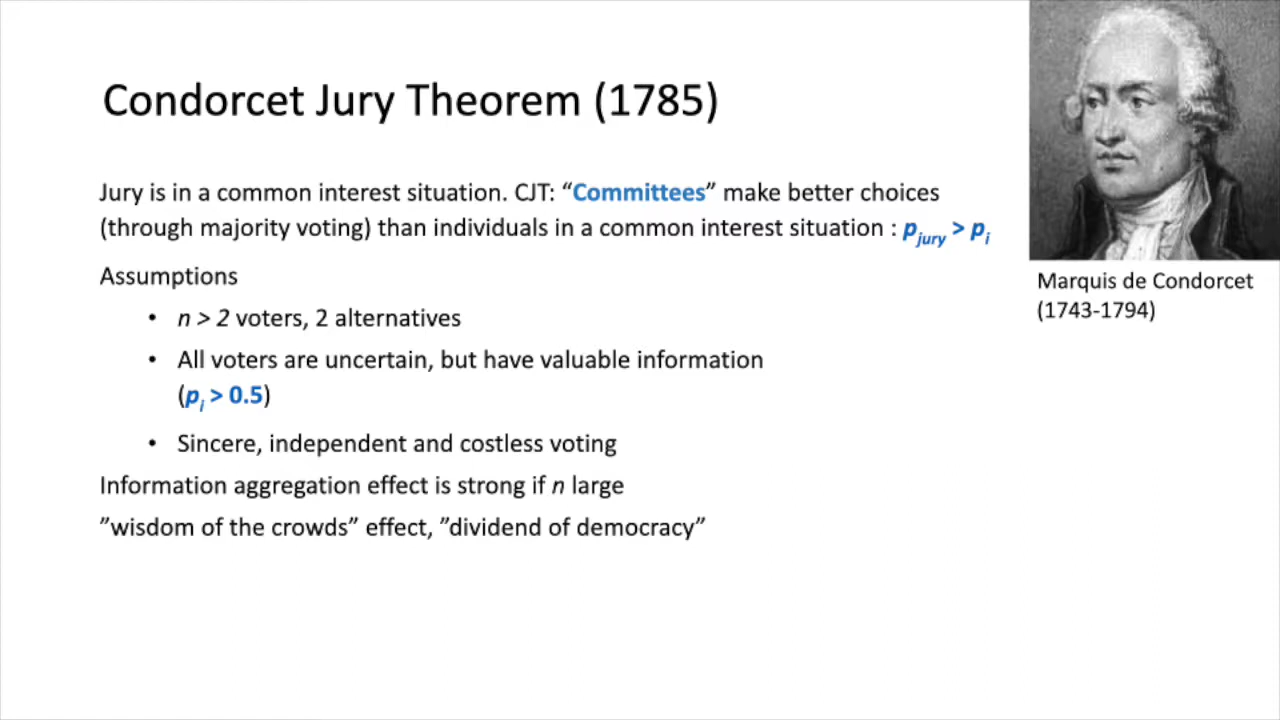 Condorcet Jury Theorem (1785)
Jury is in a common interest situation. CJT: “Committees” make better choices
(through majority voting) than individuals in a common interest situation : pjury > pi
Assumptions
• n > 2 voters, 2 alternatives
• All voters are uncertain, but have valuable information
(pi > 0.5)
• Sincere, independent and costless voting
Information aggregation effect is strong if n large
”wisdom of the crowds” effect, ”dividend of democracy”
Marquis de Condorcet
(1743-1794)